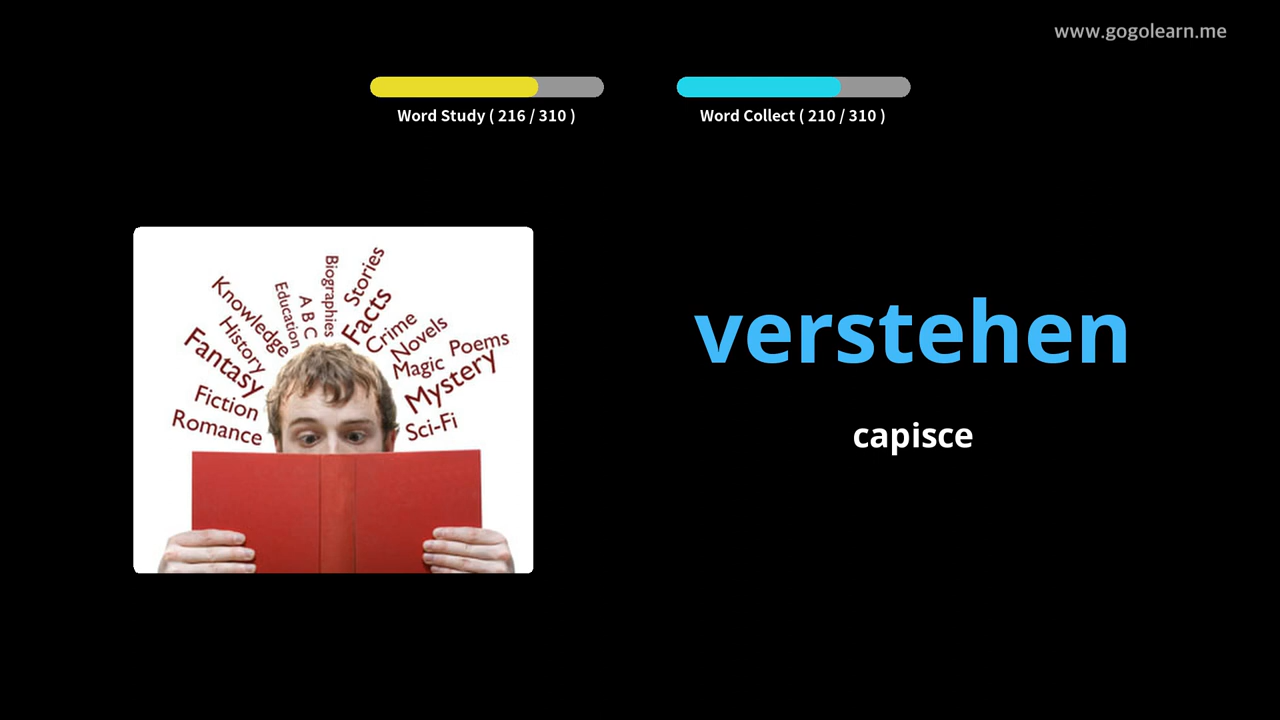 www.gogolearn.me
Word Study ( 216 / 310 )
Word Collect ( 210 / 310 )
Biographies
Stories
Education
A B C
Facts
Knowledge
Crime
History
Novels
Fantasy
Magic
Poems
Mystery
Fiction
Romance
Sci-Fi
verstehen
capisce